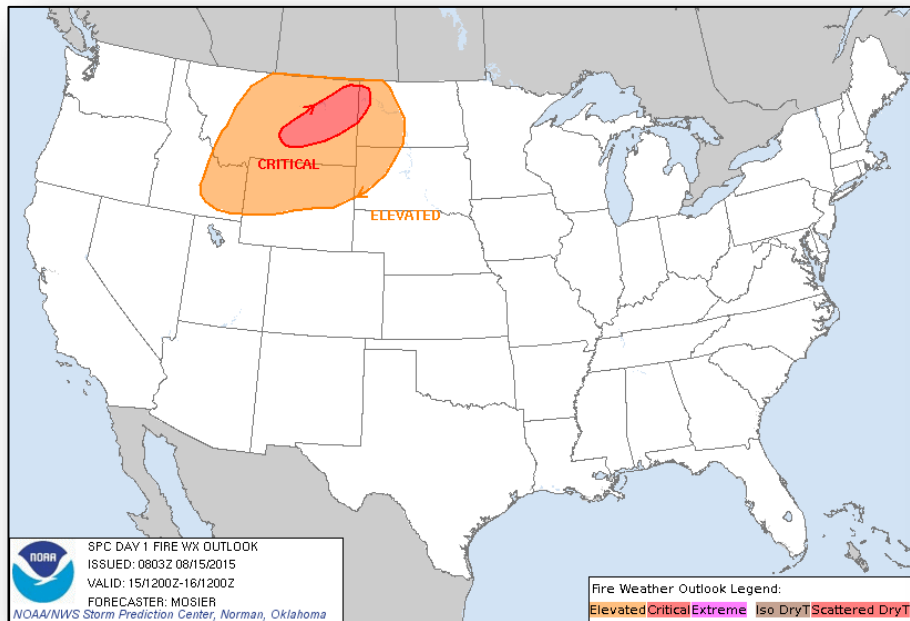 CRITICAL
ELEVATED
NOAA
SPC DAY 1 FIRE WX OUTLOOK
ISSUED: 0803Z 08/15/2015
VALID: 15/1200Z-16/1200Z
FORECASTER: MOSIER
NOAA/NWS Storm Prediction Center, Norman, Oklahoma
Fire Weather Outlook Legend:
Elevated Critical Extreme Iso DryT Scattered DryT